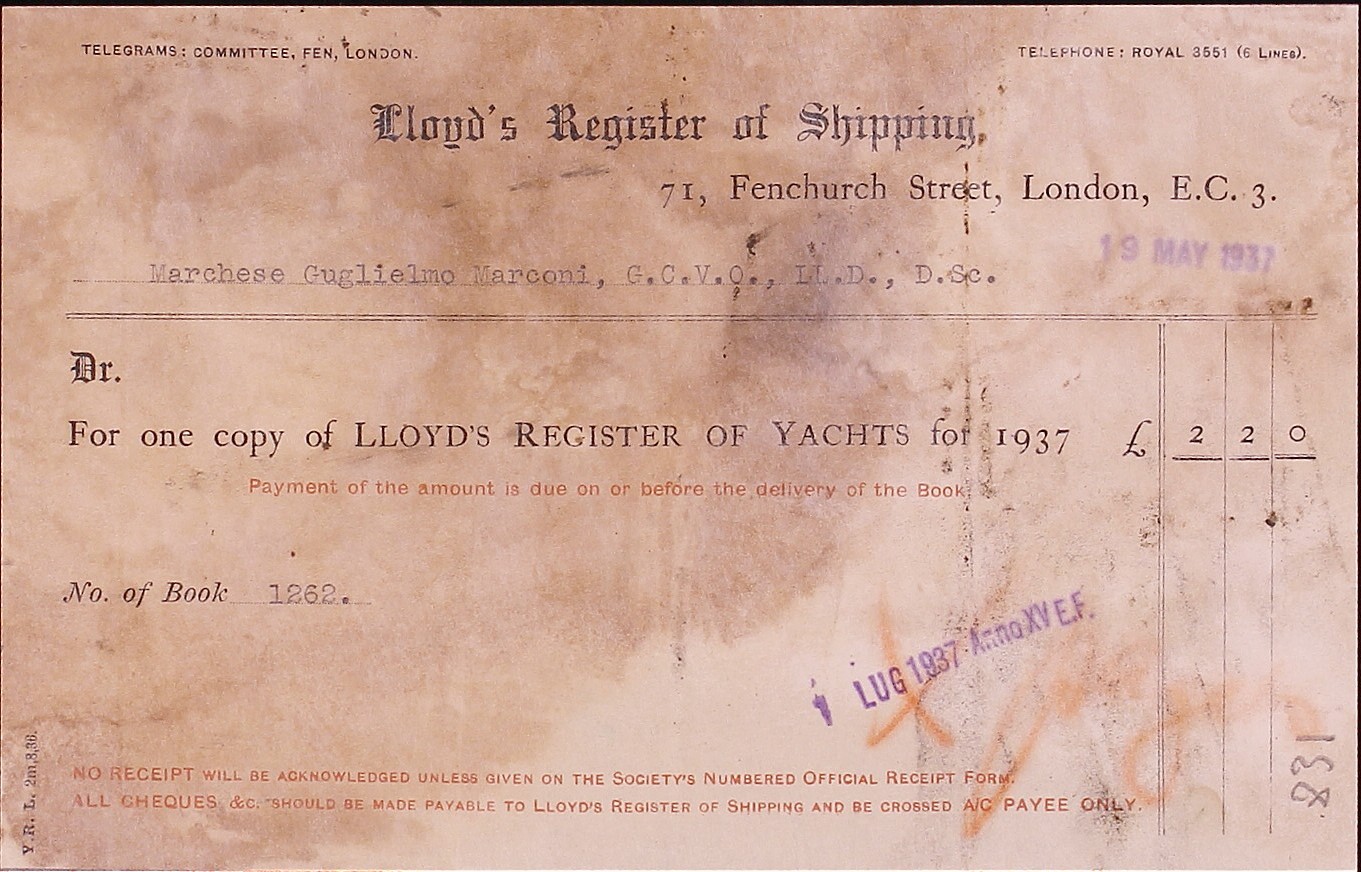 TELEGRAMS: COMMITTEE, FEN, LONDON.
TELEPHONE: ROYAL 3551 (6 LINES).
Lloyd's Register of Shipping,
71, Fenchurch Street, London, E.C. 3.
19 MAY 1937
Marchese Guglielmo Marconi, G.C.V.O., LL.D., D.Sc.
Dr.
For one copy of LLOYD'S REGISTER OF YACHTS for 1937 £ 2 2 0
Payment of the amount is due on or before the delivery of the Book
No. of Book 1262.
1 LUG 1937 Anno XV E.F.
NO RECEIPT WILL BE ACKNOWLEDGED UNLESS GIVEN ON THE SOCIETY'S NUMBERED OFFICIAL RECEIPT FORM.
ALL CHEQUES &C. SHOULD BE MADE PAYABLE TO LLOYD'S REGISTER OF SHIPPING AND BE CROSSED A/C PAYEE ONLY.
Y.R. L. 2m,8,36.
831